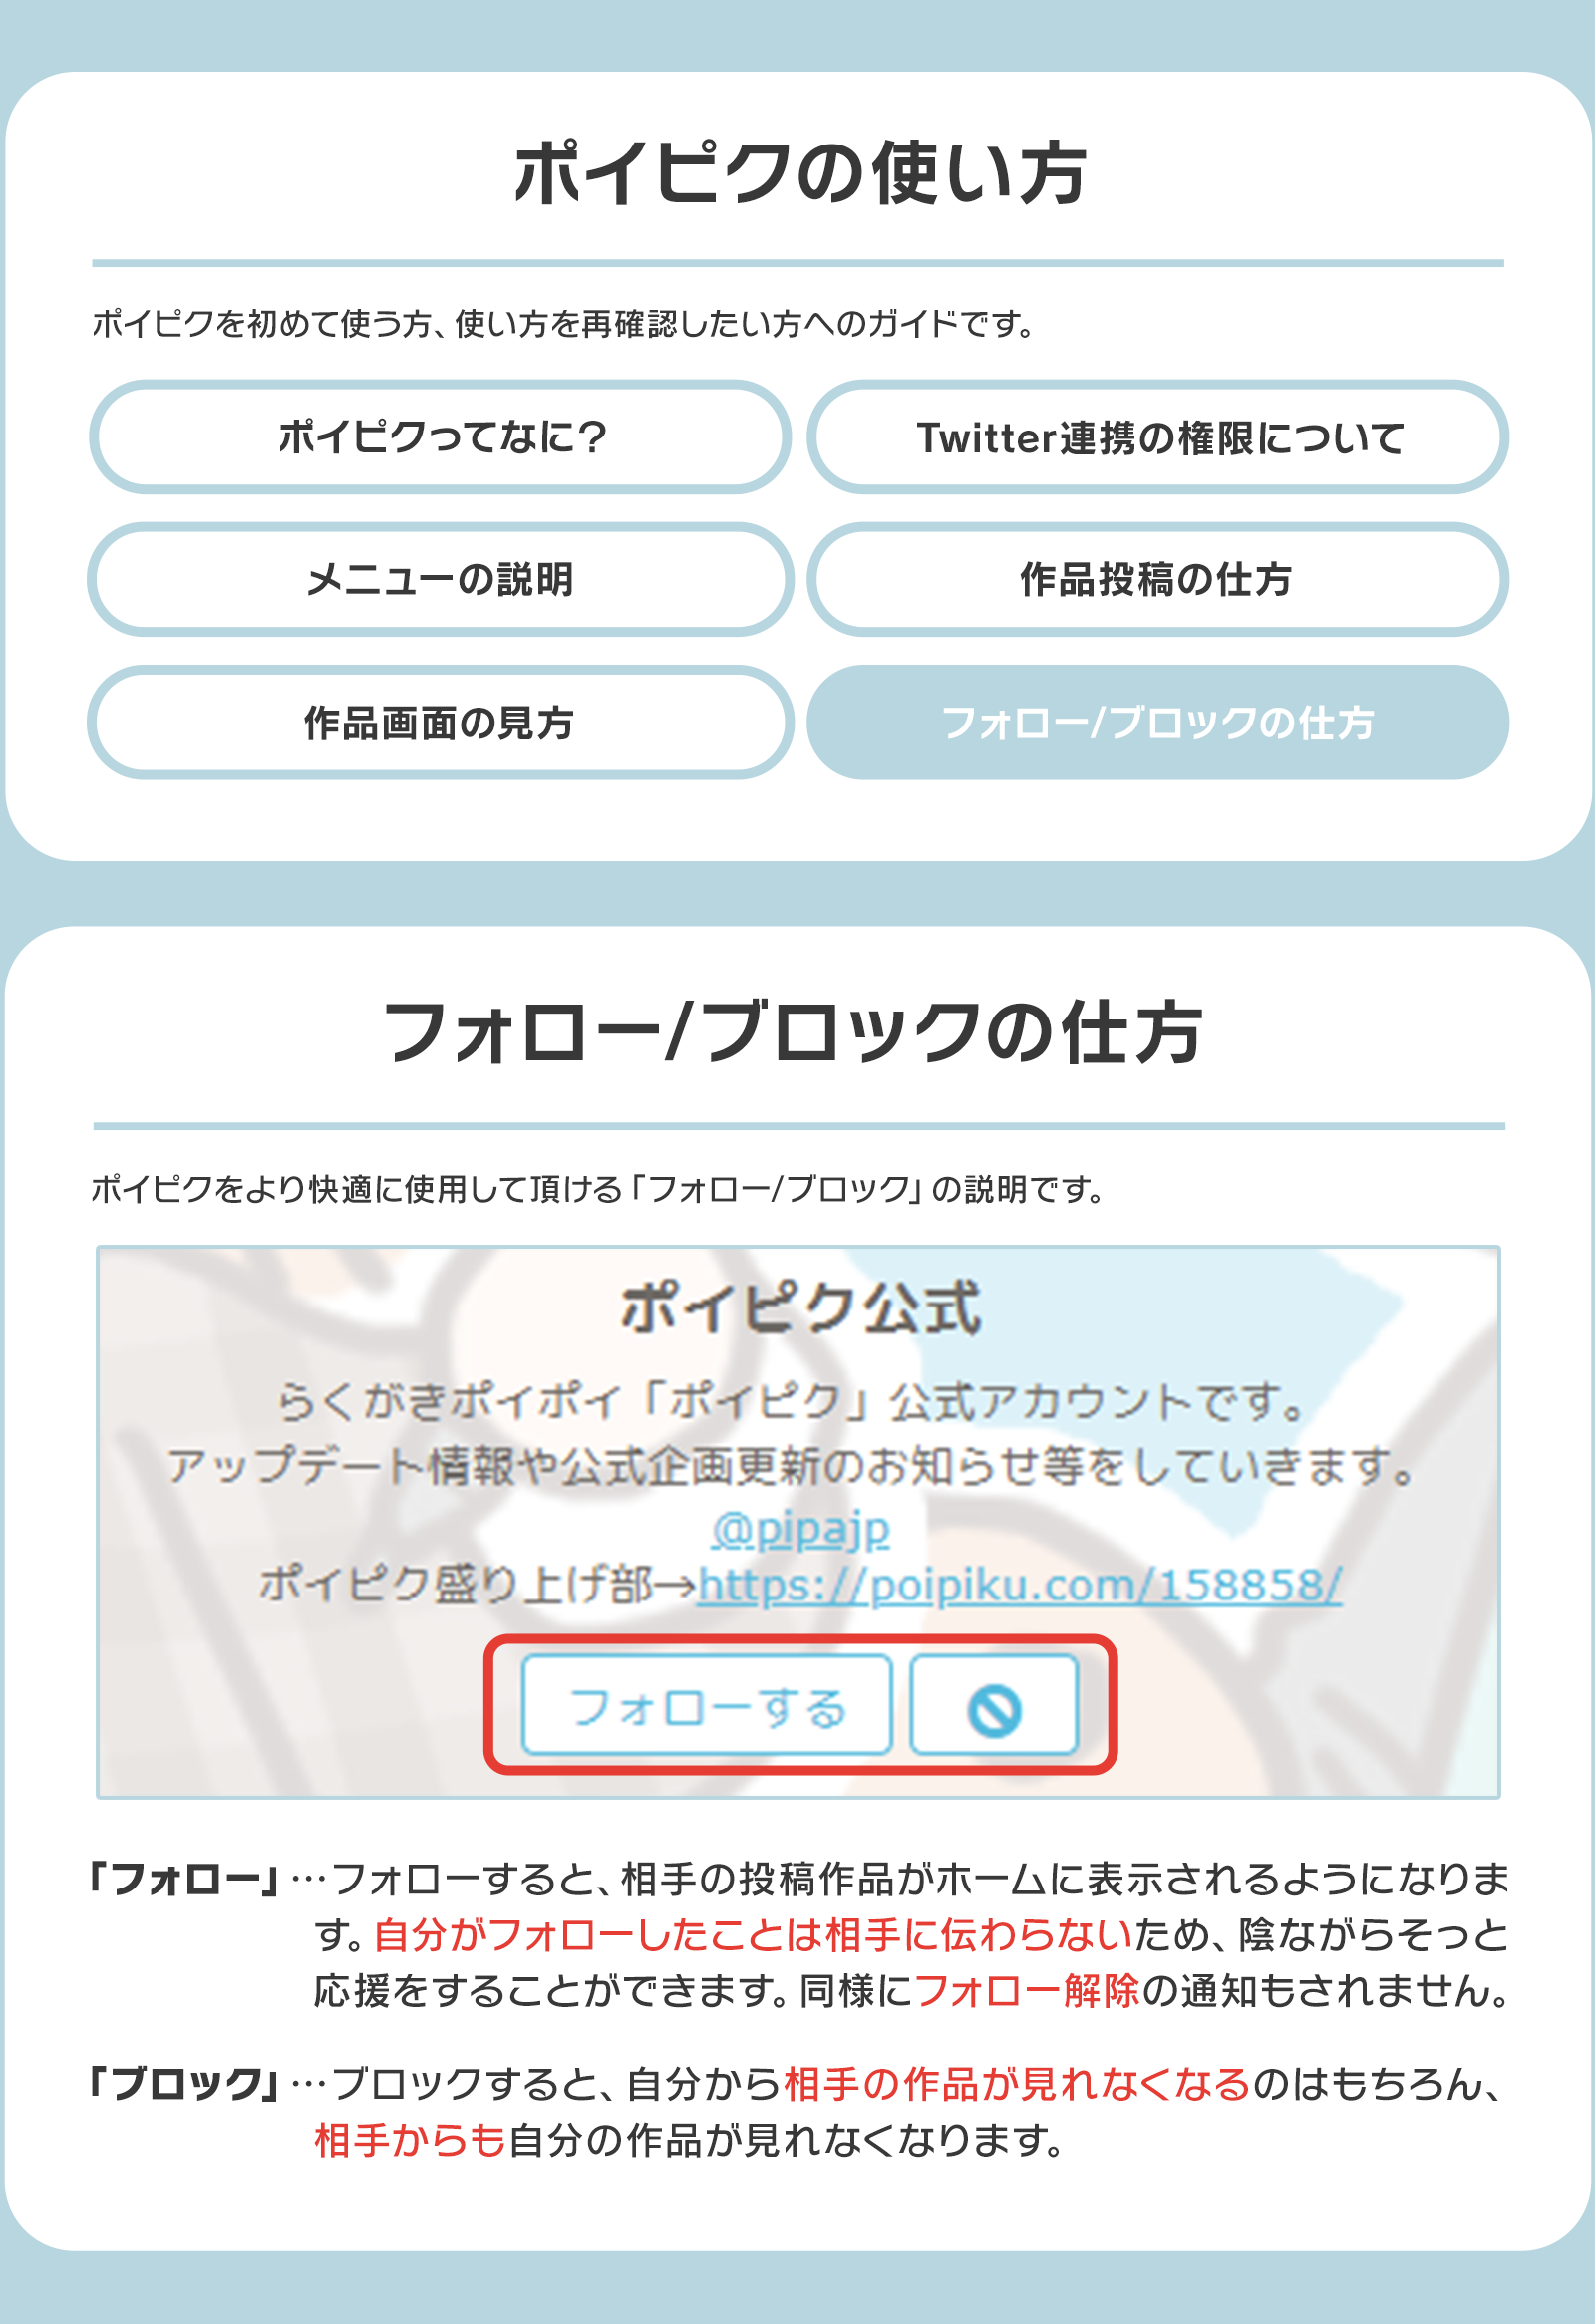 ポイピクの使い方
ポイピクを初めて使う方、使い方を再確認したい方へのガイドです。
ポイピクってなに？
Twitter連携の権限について
メニューの説明
作品投稿の仕方
作品画面の見方
フォロー/ブロックの仕方
フォロー/ブロックの仕方
ポイピクをより快適に使用して頂ける「フォロー/ブロック」の説明です。
ポイピク公式
らくがきポイポイ「ポイピク」公式アカウントです。
アップデート情報や公式企画更新のお知らせ等をしていきます。
@pipajp
ポイピク盛り上げ部→https://poipiku.com/158858/
フォローする
「フォロー」…フォローすると、相手の投稿作品がホームに表示されるようになりま
す。自分がフォローしたことは相手に伝わらないため、陰ながらそっと
応援をすることができます。同様にフォロー解除の通知もされません。
「ブロック」…ブロックすると、自分から相手の作品が見れなくなるのはもちろん、
相手からも自分の作品が見れなくなります。